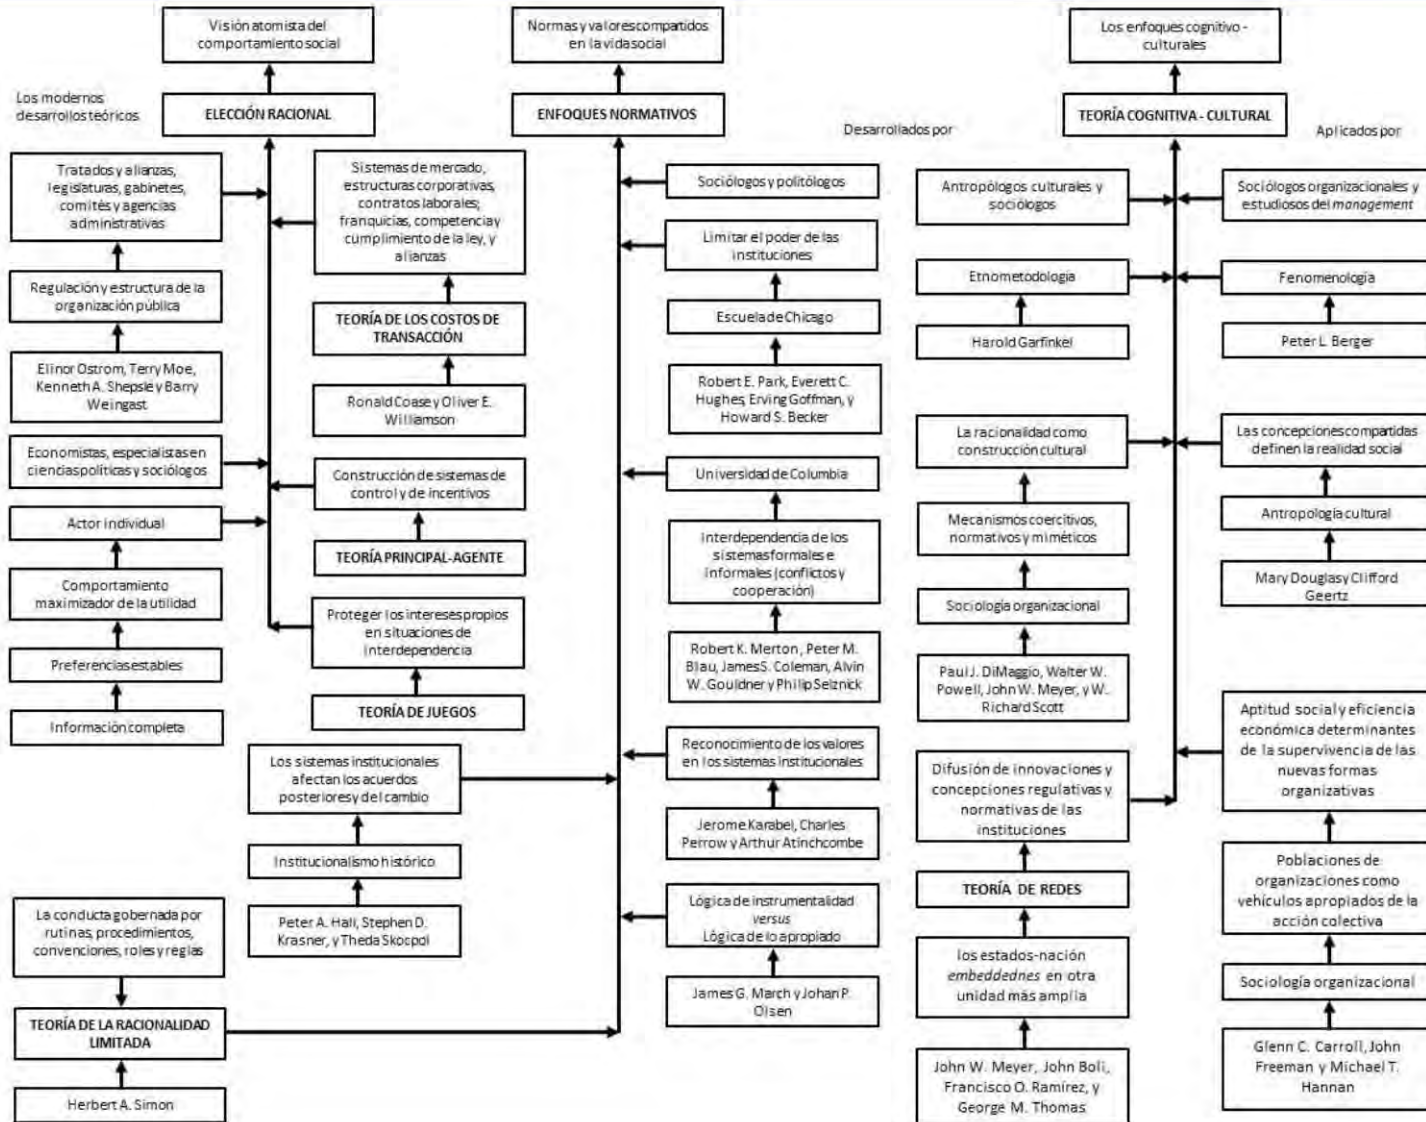 Visión atomista del
comportamiento social
Los modernos
desarrollos teóricos
ELECCIÓN RACIONAL
Tratados y alianzas,
legislaturas, gabinetes,
comités y agencias
administrativas
Regulación y estructura de la
organización pública
Elinor Ostrom, Terry Moe,
Kenneth A. Shepsle y Barry
Weingast
Economistas, especialistas en
ciencias políticas y sociólogos
Actor individual
Comportamiento
maximizador de la utilidad
Preferencias estables
Información completa
Sistemas de mercado,
estructuras corporativas,
contratos laborales;
franquicias, competencia y
cumplimiento de la ley, y
alianzas
TEORÍA DE LOS COSTOS DE
TRANSACCIÓN
Ronald Coase y Oliver E.
Williamson
Construcción de sistemas de
control y de incentivos
TEORÍA PRINCIPAL-AGENTE
Proteger los intereses propios
en situaciones de
interdependencia
TEORÍA DE JUEGOS
Normas y valores compartidos
en la vida social
ENFOQUES NORMATIVOS
Sociólogos y politólogos
Limitar el poder de las
instituciones
Escuela de Chicago
Robert E. Park, Everett C.
Hughes, Erving Goffman, y
Howard S. Becker
Universidad de Columbia
Interdependencia de los
sistemas formales e
informales (conflictos y
cooperación)
Robert K. Merton, Peter M.
Blau, James S. Coleman, Alvin
W. Gouldner y Philip Selznick
Reconocimiento de los valores
en los sistemas institucionales
Jerome Karabel, Charles
Perrow y Arthur Atinchcombe
Lógica de instrumentalidad
versus
Lógica de lo apropiado
James G. March y Johan P.
Olsen
Los sistemas institucionales
afectan los acuerdos
posteriores y del cambio
Institucionalismo histórico
Peter A. Hall, Stephen D.
Krasner, y Theda Skocpol
La conducta gobernada por
rutinas, procedimientos,
convenciones, roles y reglas
TEORÍA DE LA RACIONALIDAD
LIMITADA
Herbert A. Simon
Los enfoques cognitivo -
culturales
TEORÍA COGNITIVA - CULTURAL
Desarrollados por
Antropólogos culturales y
sociólogos
Etnometodología
Harold Garfinkel
La racionalidad como
construcción cultural
Mecanismos coercitivos,
normativos y miméticos
Sociología organizacional
Paul J. DiMaggio, Walter W.
Powell, John W. Meyer, y W.
Richard Scott
Difusión de innovaciones y
concepciones regulativas y
normativas de las
instituciones
TEORÍA DE REDES
los estados-nación
embeddednes en otra
unidad más amplia
John W. Meyer, John Boli,
Francisco O. Ramírez, y
George M. Thomas
Aplicados por
Sociólogos organizacionales
y estudiosos del management
Fenomenología
Peter L. Berger
Las concepciones compartidas
definen la realidad social
Antropología cultural
Mary Douglas y Clifford
Geertz
Aptitud social y eficiencia
económica determinantes
de la supervivencia de las
nuevas formas
organizativas
Poblaciones de
organizaciones como
vehículos apropiados de la
acción colectiva
Sociología organizacional
Glenn C. Carroll, John
Freeman y Michael T.
Hannan